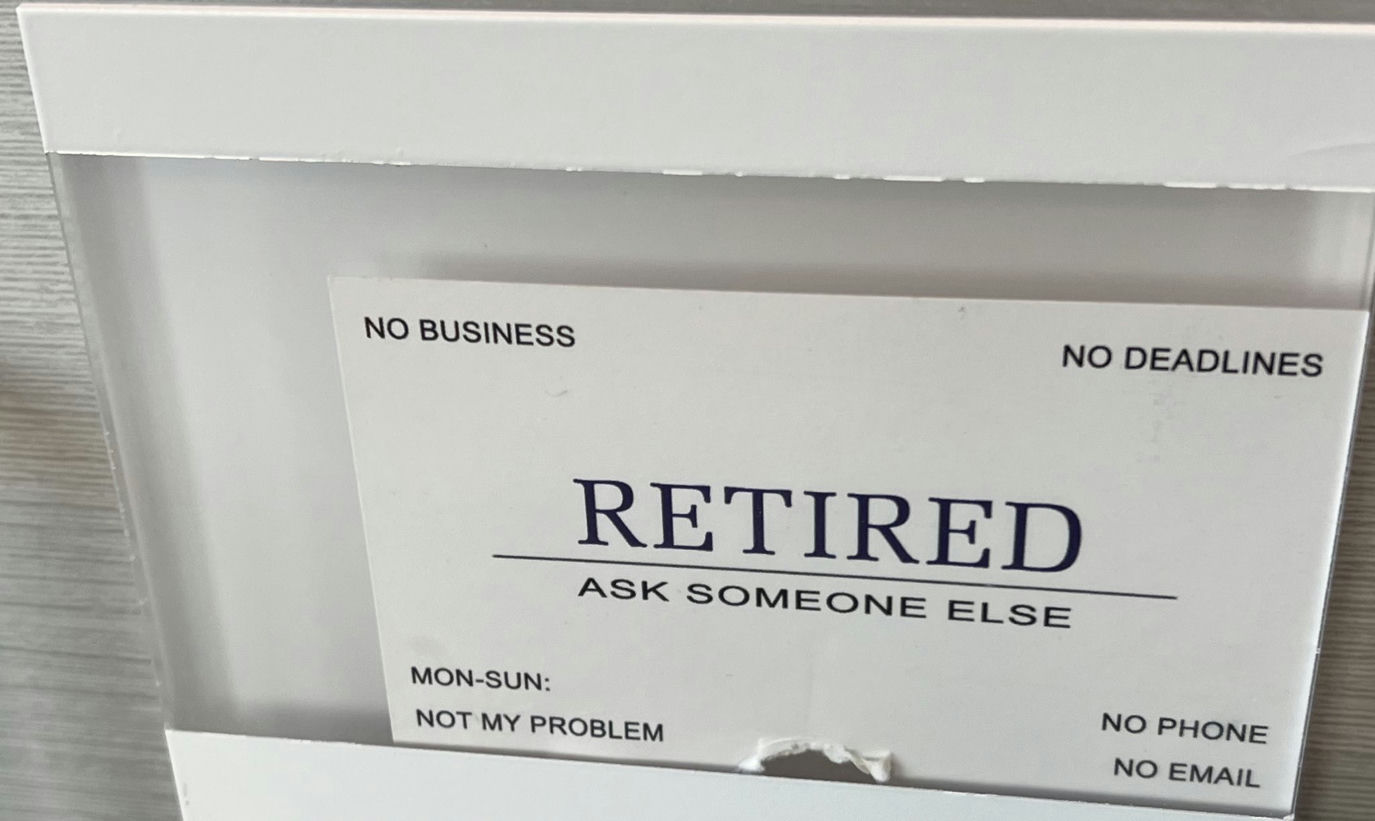 NO BUSINESS
NO DEADLINES
RETIRED
ASK SOMEONE ELSE
MON-SUN:
NOT MY PROBLEM
NO PHONE
NO EMAIL